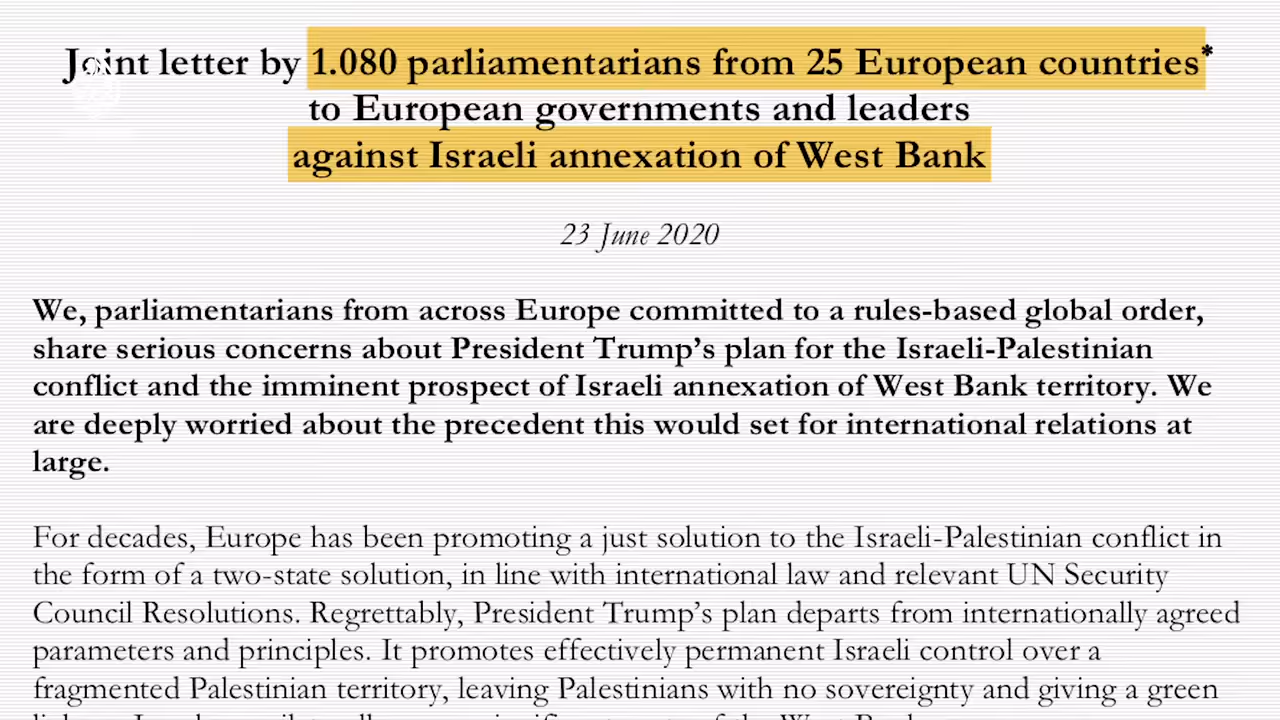 Joint letter by 1.080 parliamentarians from 25 European countries*
to European governments and leaders
against Israeli annexation of West Bank
23 June 2020
We, parliamentarians from across Europe committed to a rules-based global order,
share serious concerns about President Trump's plan for the Israeli-Palestinian
conflict and the imminent prospect of Israeli annexation of West Bank territory. We
are deeply worried about the precedent this would set for international relations at
large.
For decades, Europe has been promoting a just solution to the Israeli-Palestinian conflict in
the form of a two-state solution, in line with international law and relevant UN Security
Council Resolutions. Regrettably, President Trump's plan departs from internationally agreed
parameters and principles. It promotes effectively permanent Israeli control over a
fragmented Palestinian territory, leaving Palestinians with no sovereignty and giving a green